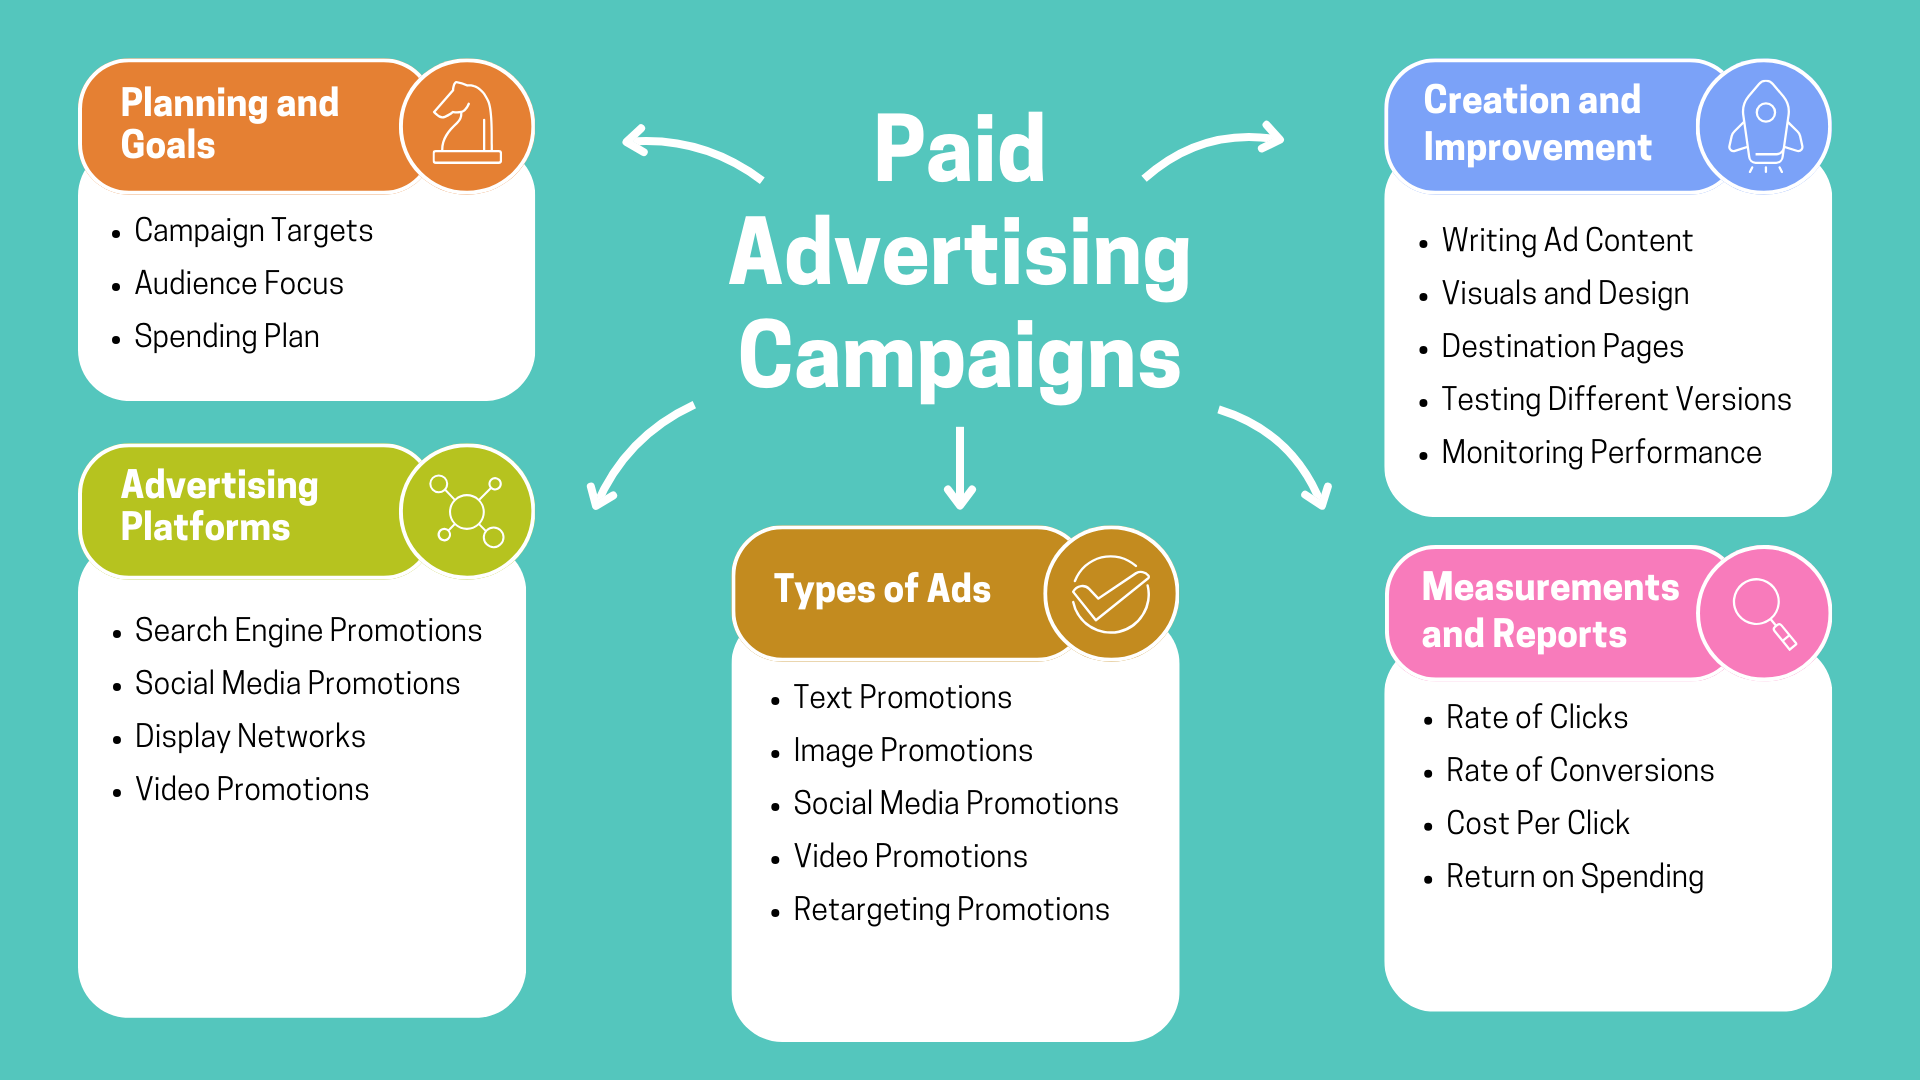 Paid
Advertising
Campaigns
Planning and
Goals
• Campaign Targets
• Audience Focus
• Spending Plan
Advertising
Platforms
• Search Engine Promotions
• Social Media Promotions
• Display Networks
• Video Promotions
Types of Ads
• Text Promotions
• Image Promotions
• Social Media Promotions
• Video Promotions
• Retargeting Promotions
Creation and
Improvement
• Writing Ad Content
• Visuals and Design
• Destination Pages
• Testing Different Versions
• Monitoring Performance
Measurements
and Reports
• Rate of Clicks
• Rate of Conversions
• Cost Per Click
• Return on Spending